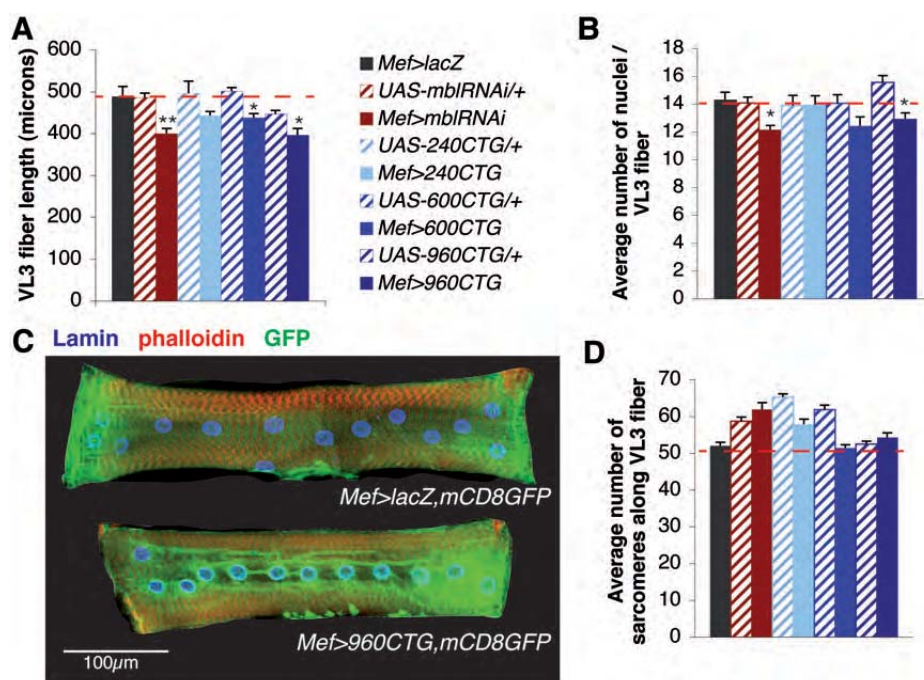 A
VL3 fiber length (microns)
600
500
400
300
200
100
0
**
*
*
Mef>lacZ
UAS-mblRNAi/+
Mef>mblRNAi
UAS-240CTG/+
Mef>240CTG
UAS-600CTG/+
Mef>600CTG
UAS-960CTG/+
Mef>960CTG
B
Average number of nuclei /
VL3 fiber
18
16
14
12
10
8
6
4
2
0
*
*
C Lamin phalloidin GFP
Mef>lacZ,mCD8GFP
Mef>960CTG,mCD8GFP
100µm
D
Average number of
sarcomeres along VL3 fiber
70
60
50
40
30
20
10
0